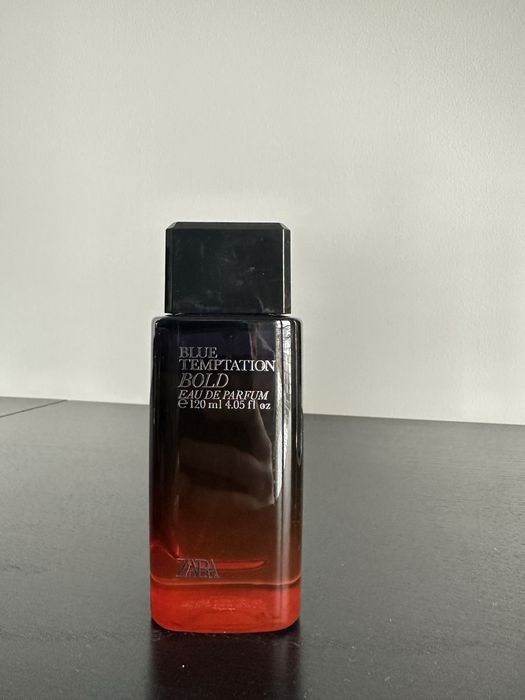 BLUE
TEMPTATION
BOLD
EAU DE PARFUM
℮120 ml 4.05 fl oz
ZARA